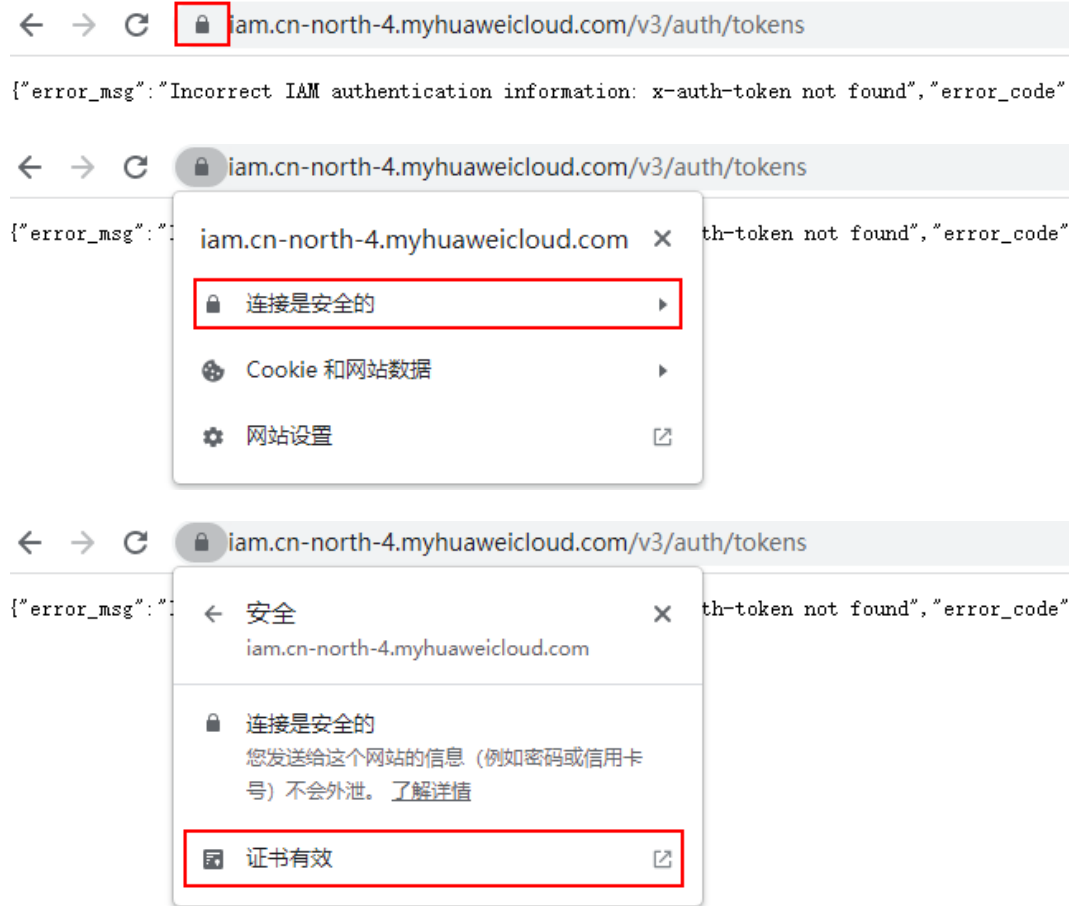 iam.cn-north-4.myhuaweicloud.com/v3/auth/tokens
{"error_msg":"Incorrect IAM authentication information: x-auth-token not found","error_code"
iam.cn-north-4.myhuaweicloud.com/v3/auth/tokens
{"error_msg":"I
th-token not found","error_code"
iam.cn-north-4.myhuaweicloud.com
连接是安全的
Cookie 和网站数据
网站设置
iam.cn-north-4.myhuaweicloud.com/v3/auth/tokens
{"error_msg":"I
th-token not found","error_code"
安全
iam.cn-north-4.myhuaweicloud.com
连接是安全的
您发送给这个网站的信息（例如密码或信用卡
号）不会外泄。 了解详情
证书有效